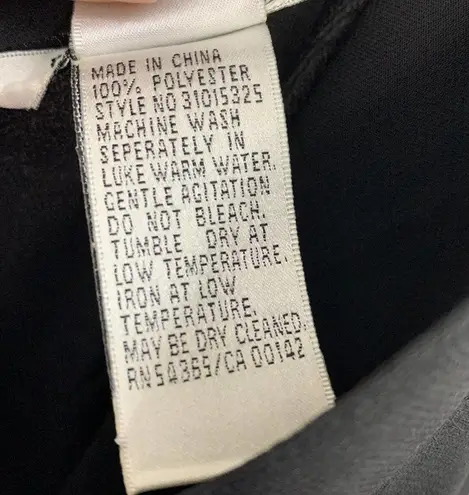 MADE IN CHINA
100% POLYESTER
STYLE NO 31015325
MACHINE WASH
SEPERATELY IN
LUKE WARM WATER.
GENTLE AGITATION
DO NOT BLEACH.
TUMBLE DRY AT
LOW TEMPERATURE.
IRON AT LOW
TEMPERATURE.
MAY BE DRY CLEANED.
RN54369/CA 00142